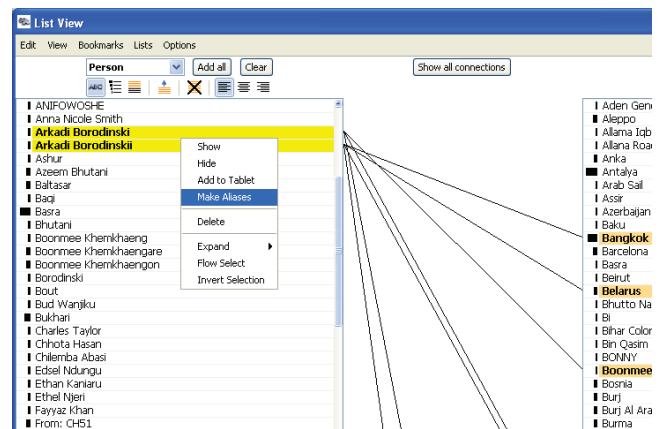 List View
Edit View Bookmarks Lists Options
Person Add all Clear Show all connections
ABC
ANIFOWOSHE
Anna Nicole Smith
Arkadi Borodinski
Arkadi Borodinskii
Ashur
Azeem Bhutani
Baltasar
Baqi
Basra
Bhutani
Boonmee Khemkhaeng
Boonmee Khemkhaengare
Boonmee Khemkhaengon
Borodinski
Bout
Bud Wanjiku
Bukhari
Charles Taylor
Chhota Hasan
Chilemba Abasi
Edsel Ndungu
Ethan Kaniaru
Ethel Njeri
Fayyaz Khan
From: CH51
Show
Hide
Add to Tablet
Make Aliases
Delete
Expand
Flow Select
Invert Selection
Aden Gene
Aleppo
Allama Iqb
Allana Roa
Anka
Antalya
Arab Sail
Assir
Azerbaijan
Baku
Bangkok
Barcelona
Basra
Beirut
Belarus
Bhutto Na
Bi
Bihar Color
Bin Qasim
BONNY
Boonmee
Bosnia
Burj
Burj Al Ara
Burma